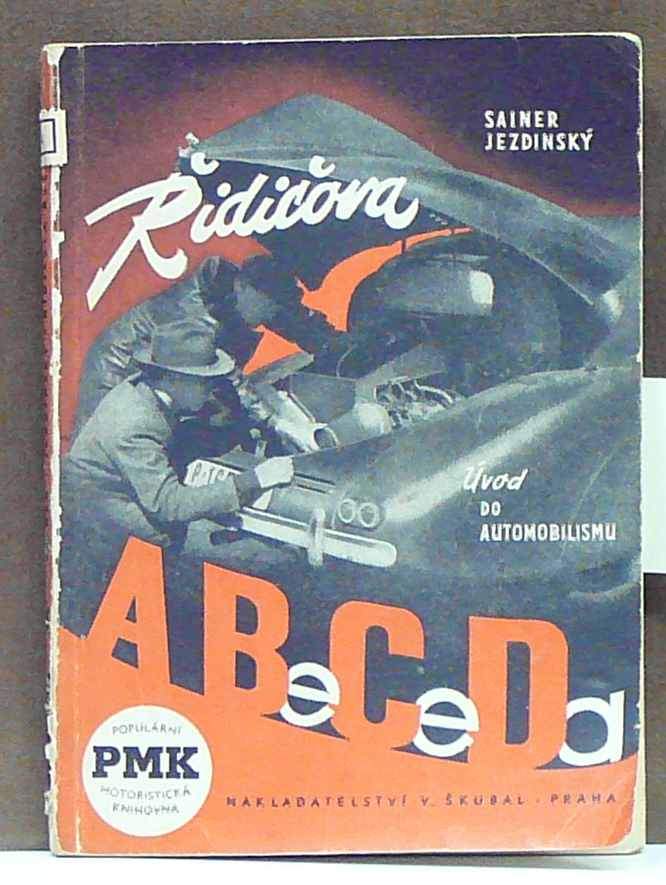 SAINER
JEZDINSKÝ
Řidičova
Úvod
DO
AUTOMOBILISMU
ABeCeDa
POPULÁRNÍ
PMK
MOTORISTICKÁ
KNIHOVNA
NAKLADATELSTVÍ V. ŠKUBAL - PRAHA